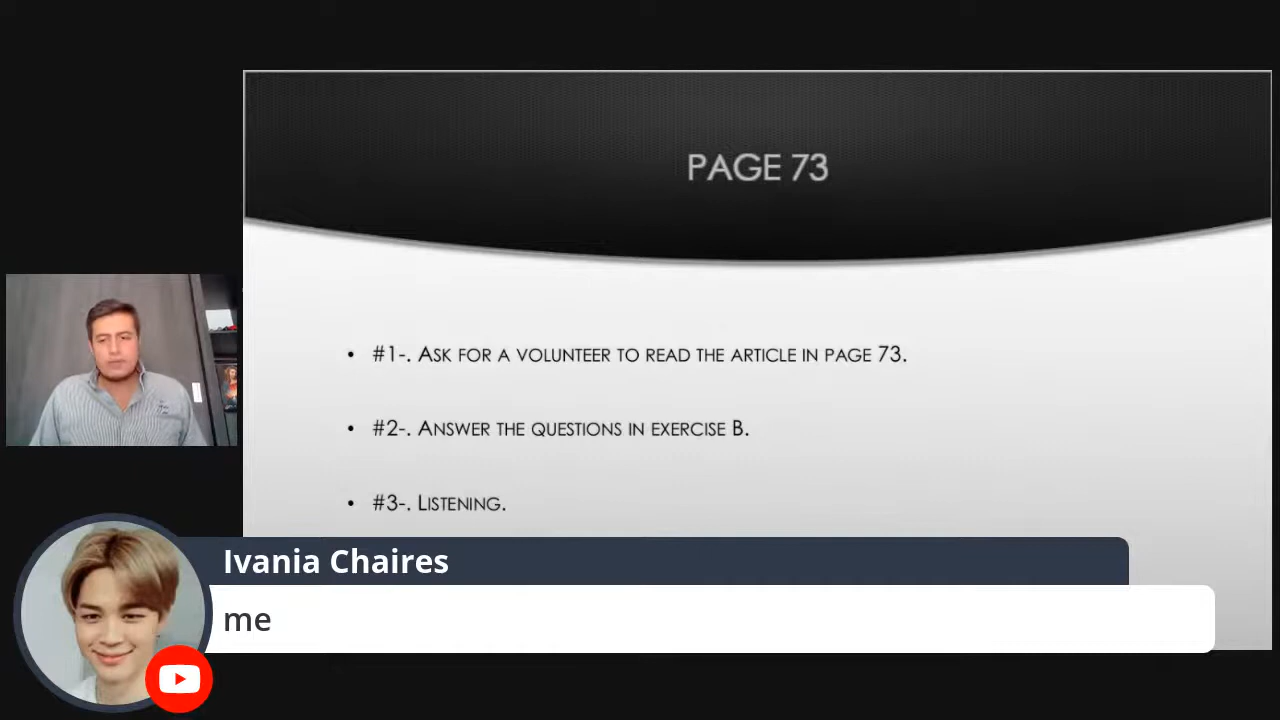 PAGE 73
• #1-. ASK FOR A VOLUNTEER TO READ THE ARTICLE IN PAGE 73.
• #2-. ANSWER THE QUESTIONS IN EXERCISE B.
• #3-. LISTENING.
Ivania Chaires
me